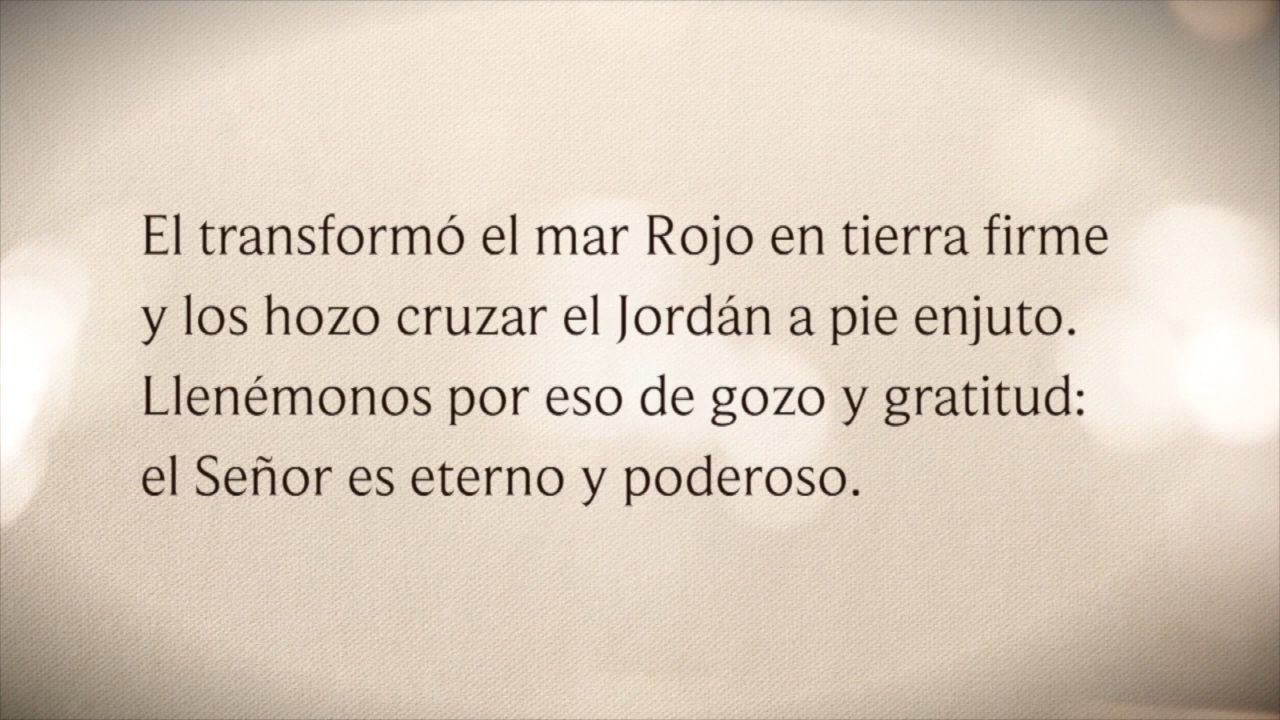 El transformó el mar Rojo en tierra firme
y los hozo cruzar el Jordán a pie enjuto.
Llenémonos por eso de gozo y gratitud:
el Señor es eterno y poderoso.